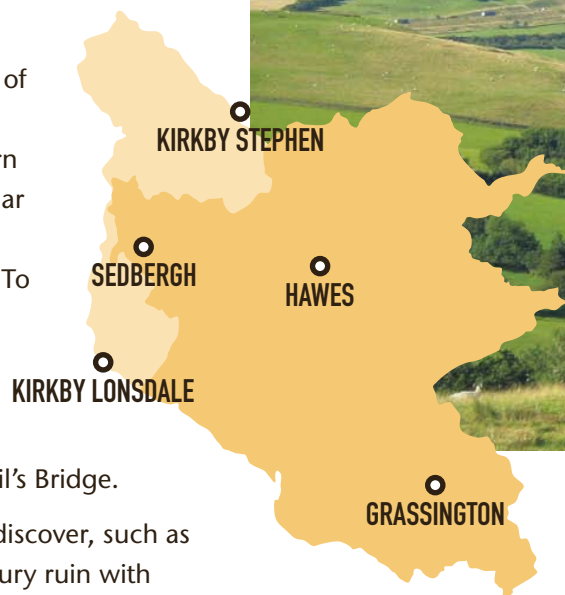 of
KIRKBY STEPHEN
rn
ar
SEDBERGH
To
HAWES
KIRKBY LONSDALE
il's Bridge.
GRASSINGTON
discover, such as
ury ruin with